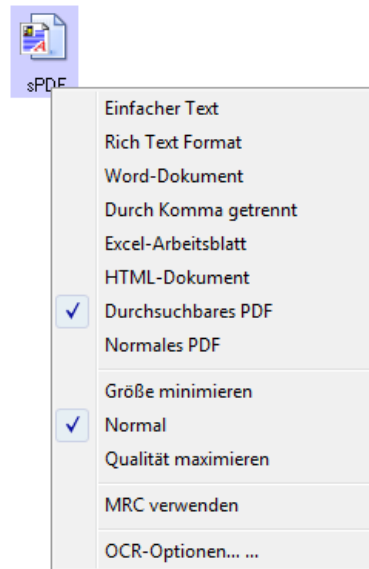 sPDF
Einfacher Text
Rich Text Format
Word-Dokument
Durch Komma getrennt
Excel-Arbeitsblatt
HTML-Dokument
Durchsuchbares PDF
Normales PDF
Größe minimieren
Normal
Qualität maximieren
MRC verwenden
OCR-Optionen... ...